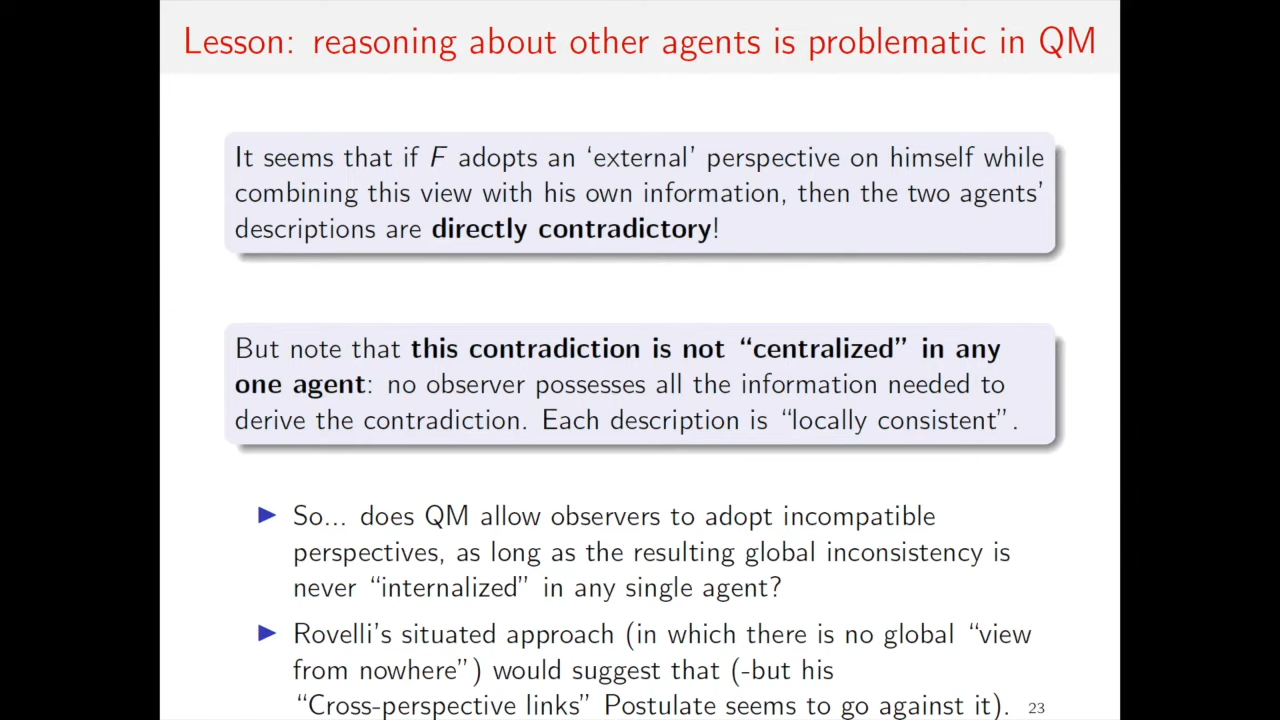 Lesson: reasoning about other agents is problematic in QM
It seems that if F adopts an ‘external’ perspective on himself while
combining this view with his own information, then the two agents’
descriptions are directly contradictory!
But note that this contradiction is not “centralized” in any
one agent: no observer possesses all the information needed to
derive the contradiction. Each description is “locally consistent”.
▶ So... does QM allow observers to adopt incompatible
perspectives, as long as the resulting global inconsistency is
never “internalized” in any single agent?
▶ Rovelli’s situated approach (in which there is no global “view
from nowhere”) would suggest that (-but his
“Cross-perspective links” Postulate seems to go against it).
23